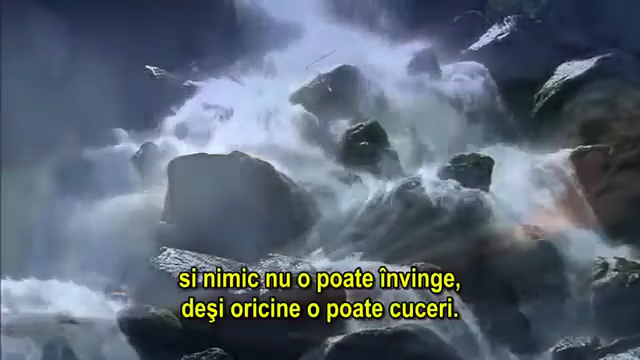 si nimic nu o poate învinge,
deşi oricine o poate cuceri.